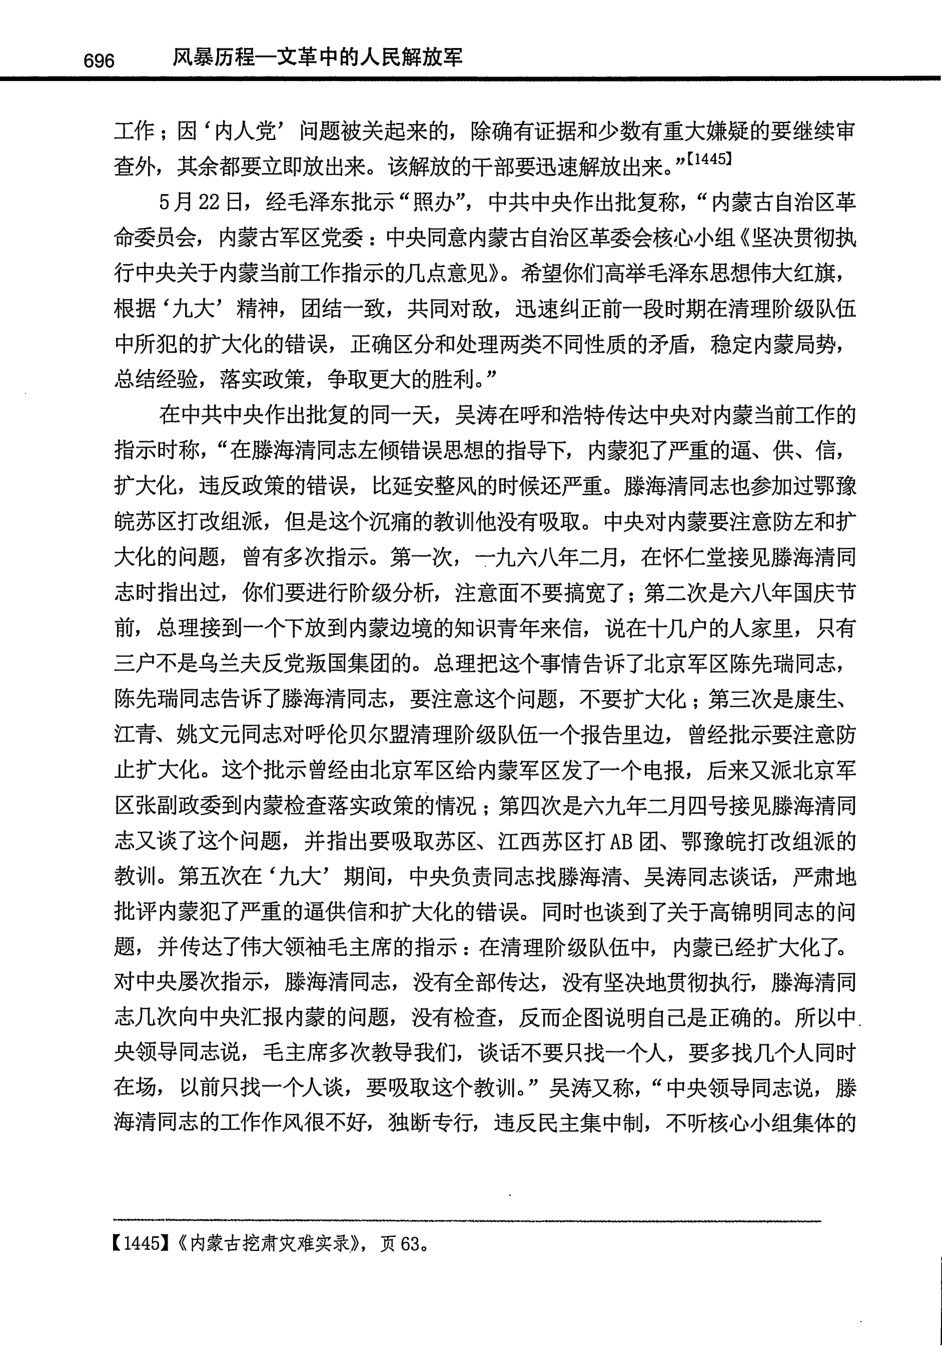 696 风暴历程—文革中的人民解放军
工作；因‘内人党’问题被关起来的，除确有证据和少数有重大嫌疑的要继续审
查外，其余都要立即放出来。该解放的干部要迅速解放出来。”【1445】
5月22日，经毛泽东批示“照办”，中共中央作出批复称，“内蒙古自治区革
命委员会，内蒙古军区党委：中央同意内蒙古自治区革委会核心小组《坚决贯彻执
行中央关于内蒙当前工作指示的几点意见》。希望你们高举毛泽东思想伟大红旗，
根据‘九大’精神，团结一致，共同对敌，迅速纠正前一段时期在清理阶级队伍
中所犯的扩大化的错误，正确区分和处理两类不同性质的矛盾，稳定内蒙局势，
总结经验，落实政策，争取更大的胜利。”
在中共中央作出批复的同一天，吴涛在呼和浩特传达中央对内蒙当前工作的
指示时称，“在滕海清同志左倾错误思想的指导下，内蒙犯了严重的逼、供、信，
扩大化，违反政策的错误，比延安整风的时候还严重。滕海清同志也参加过鄂豫
皖苏区打改组派，但是这个沉痛的教训他没有吸取。中央对内蒙要注意防左和扩
大化的问题，曾有多次指示。第一次，一九六八年二月，在怀仁堂接见滕海清同
志时指出过，你们要进行阶级分析，注意面不要搞宽了；第二次是六八年国庆节
前，总理接到一个下放到内蒙边境的知识青年来信，说在十几户的人家里，只有
三户不是乌兰夫反党叛国集团的。总理把这个事情告诉了北京军区陈先瑞同志，
陈先瑞同志告诉了滕海清同志，要注意这个问题，不要扩大化；第三次是康生、
江青、姚文元同志对呼伦贝尔盟清理阶级队伍一个报告里边，曾经批示要注意防
止扩大化。这个批示曾经由北京军区给内蒙军区发了一个电报，后来又派北京军
区张副政委到内蒙检查落实政策的情况；第四次是六九年二月四号接见滕海清同
志又谈了这个问题，并指出要吸取苏区、江西苏区打AB团、鄂豫皖打改组派的
教训。第五次在‘九大’期间，中央负责同志找滕海清、吴涛同志谈话，严肃地
批评内蒙犯了严重的逼供信和扩大化的错误。同时也谈到了关于高锦明同志的问
题，并传达了伟大领袖毛主席的指示：在清理阶级队伍中，内蒙已经扩大化了。
对中央屡次指示，滕海清同志，没有全部传达，没有坚决地贯彻执行，滕海清同
志几次向中央汇报内蒙的问题，没有检查，反而企图说明自己是正确的。所以中
央领导同志说，毛主席多次教导我们，谈话不要只找一个人，要多找几个人同时
在场，以前只找一个人谈，要吸取这个教训。”吴涛又称，“中央领导同志说，滕
海清同志的工作作风很不好，独断专行，违反民主集中制，不听核心小组集体的
【1445】《内蒙古挖肃灾难实录》，页63。